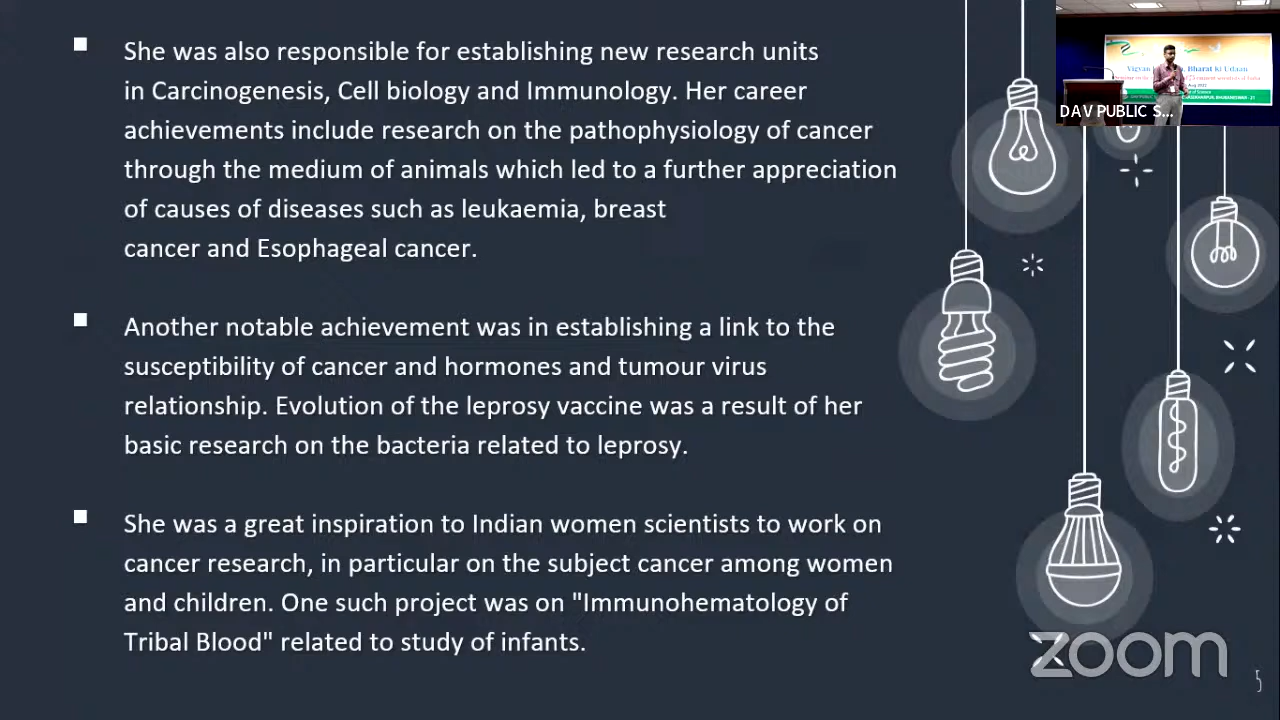 She was also responsible for establishing new research units
in Carcinogenesis, Cell biology and Immunology. Her career
achievements include research on the pathophysiology of cancer
through the medium of animals which led to a further appreciation
of causes of diseases such as leukaemia, breast
cancer and Esophageal cancer.
Another notable achievement was in establishing a link to the
susceptibility of cancer and hormones and tumour virus
relationship. Evolution of the leprosy vaccine was a result of her
basic research on the bacteria related to leprosy.
She was a great inspiration to Indian women scientists to work on
cancer research, in particular on the subject cancer among women
and children. One such project was on "Immunohematology of
Tribal Blood" related to study of infants.
Bharat Ki Udaan
DAV PUBLIC S...
zoom
5